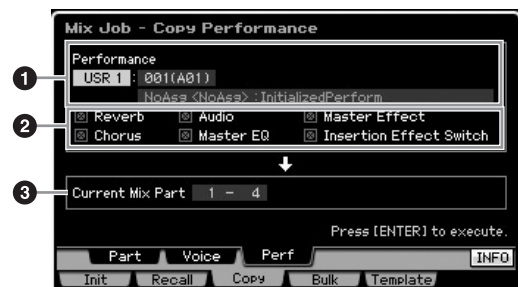 Mix Job - Copy Performance
Performance
1
USR 1 : 001(A01)
NoAsg <NoAsg> :InitializedPerform
2
Reverb Audio Master Effect
Chorus Master EQ Insertion Effect Switch
3
Current Mix Part 1 - 4
Press [ENTER] to execute.
Part Voice Perf INFO
Init Recall Copy Bulk Template